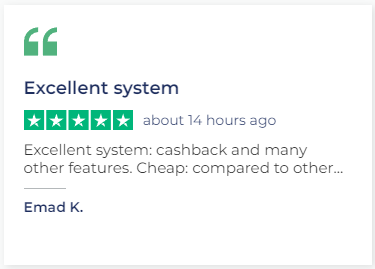 Excellent system
about 14 hours ago
Excellent system: cashback and many
other features. Cheap: compared to other...
Emad K.